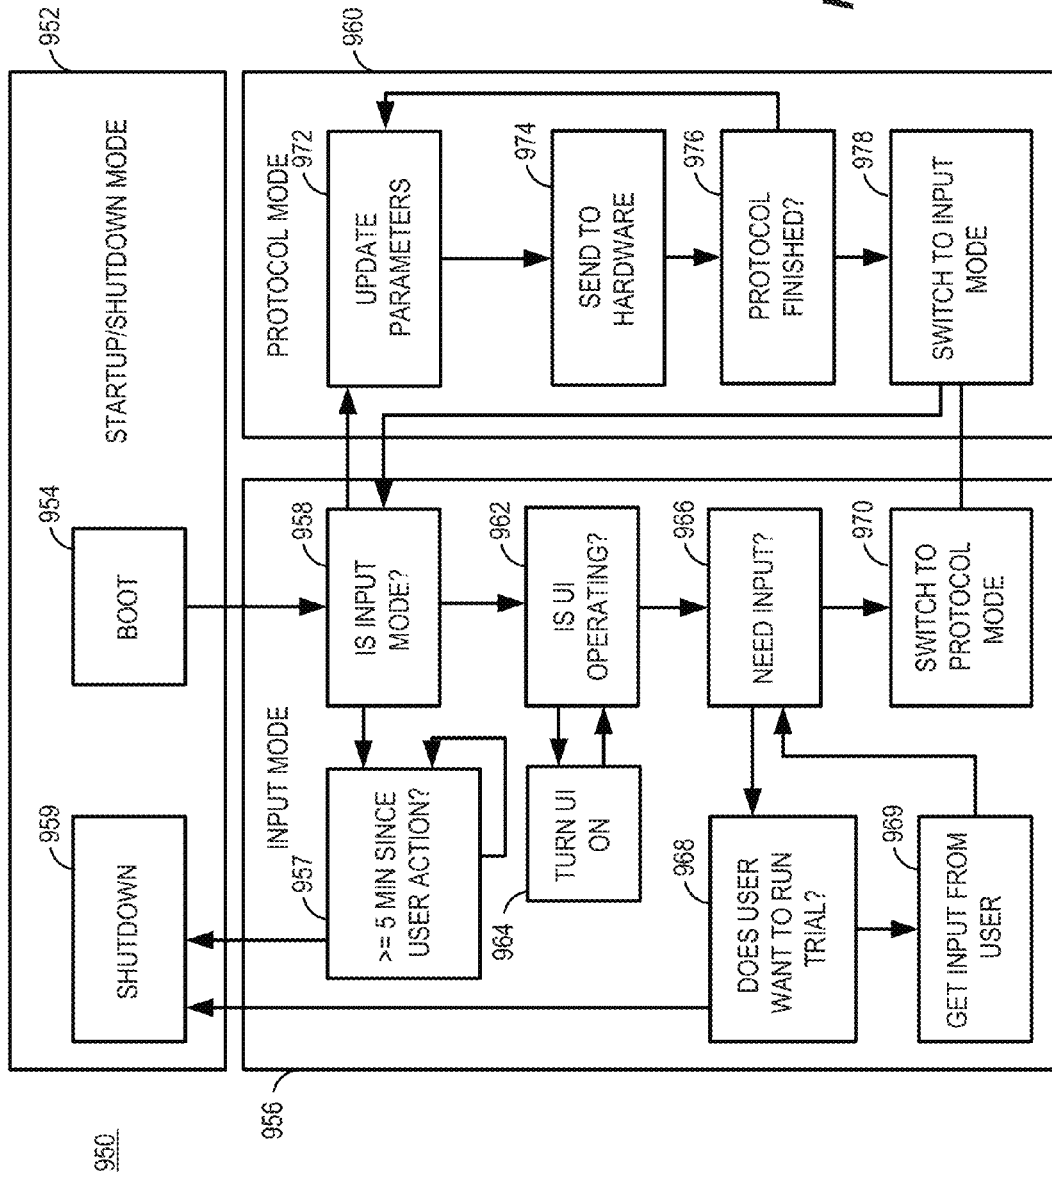 950
952
STARTUP/SHUTDOWN MODE
959
SHUTDOWN
954
BOOT
956
INPUT MODE
957
>= 5 MIN SINCE
USER ACTION?
958
IS INPUT
MODE?
964
TURN UI
ON
962
IS UI
OPERATING?
968
DOES USER
WANT TO RUN
TRIAL?
966
NEED INPUT?
969
GET INPUT FROM
USER
970
SWITCH TO
PROTOCOL
MODE
960
PROTOCOL MODE
972
UPDATE
PARAMETERS
974
SEND TO
HARDWARE
976
PROTOCOL
FINISHED?
978
SWITCH TO INPUT
MODE